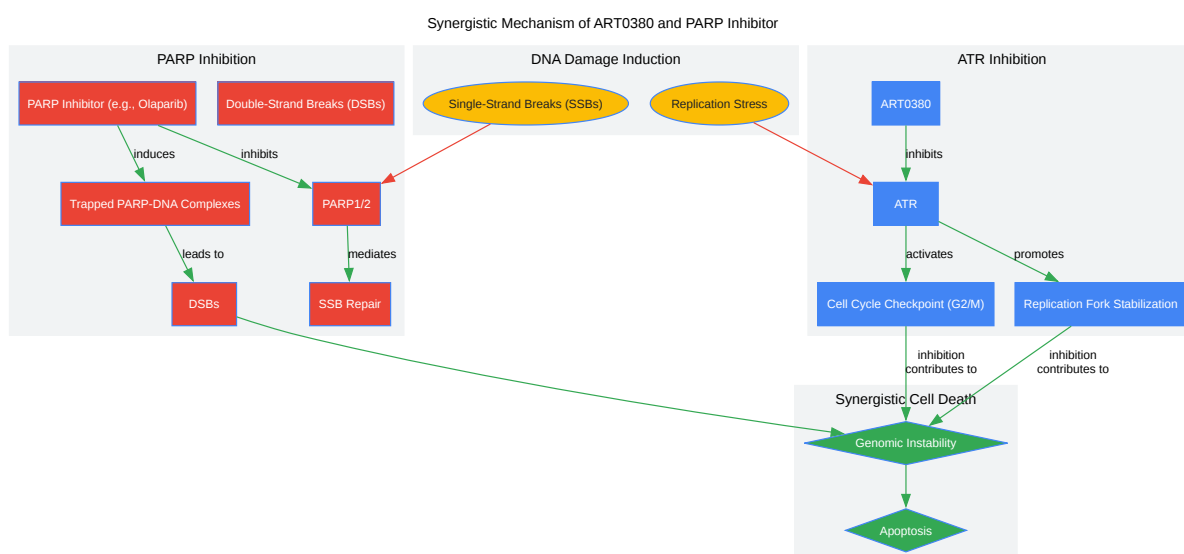 Synergistic Mechanism of ART0380 and PARP Inhibitor
PARP Inhibition
DNA Damage Induction
ATR Inhibition
PARP Inhibitor (e.g., Olaparib)
Double-Strand Breaks (DSBs)
Single-Strand Breaks (SSBs)
Replication Stress
ART0380
induces
inhibits
inhibits
Trapped PARP-DNA Complexes
PARP1/2
ATR
leads to
mediates
activates
promotes
DSBs
SSB Repair
Cell Cycle Checkpoint (G2/M)
Replication Fork Stabilization
inhibition
contributes to
inhibition
contributes to
Synergistic Cell Death
Genomic Instability
Apoptosis